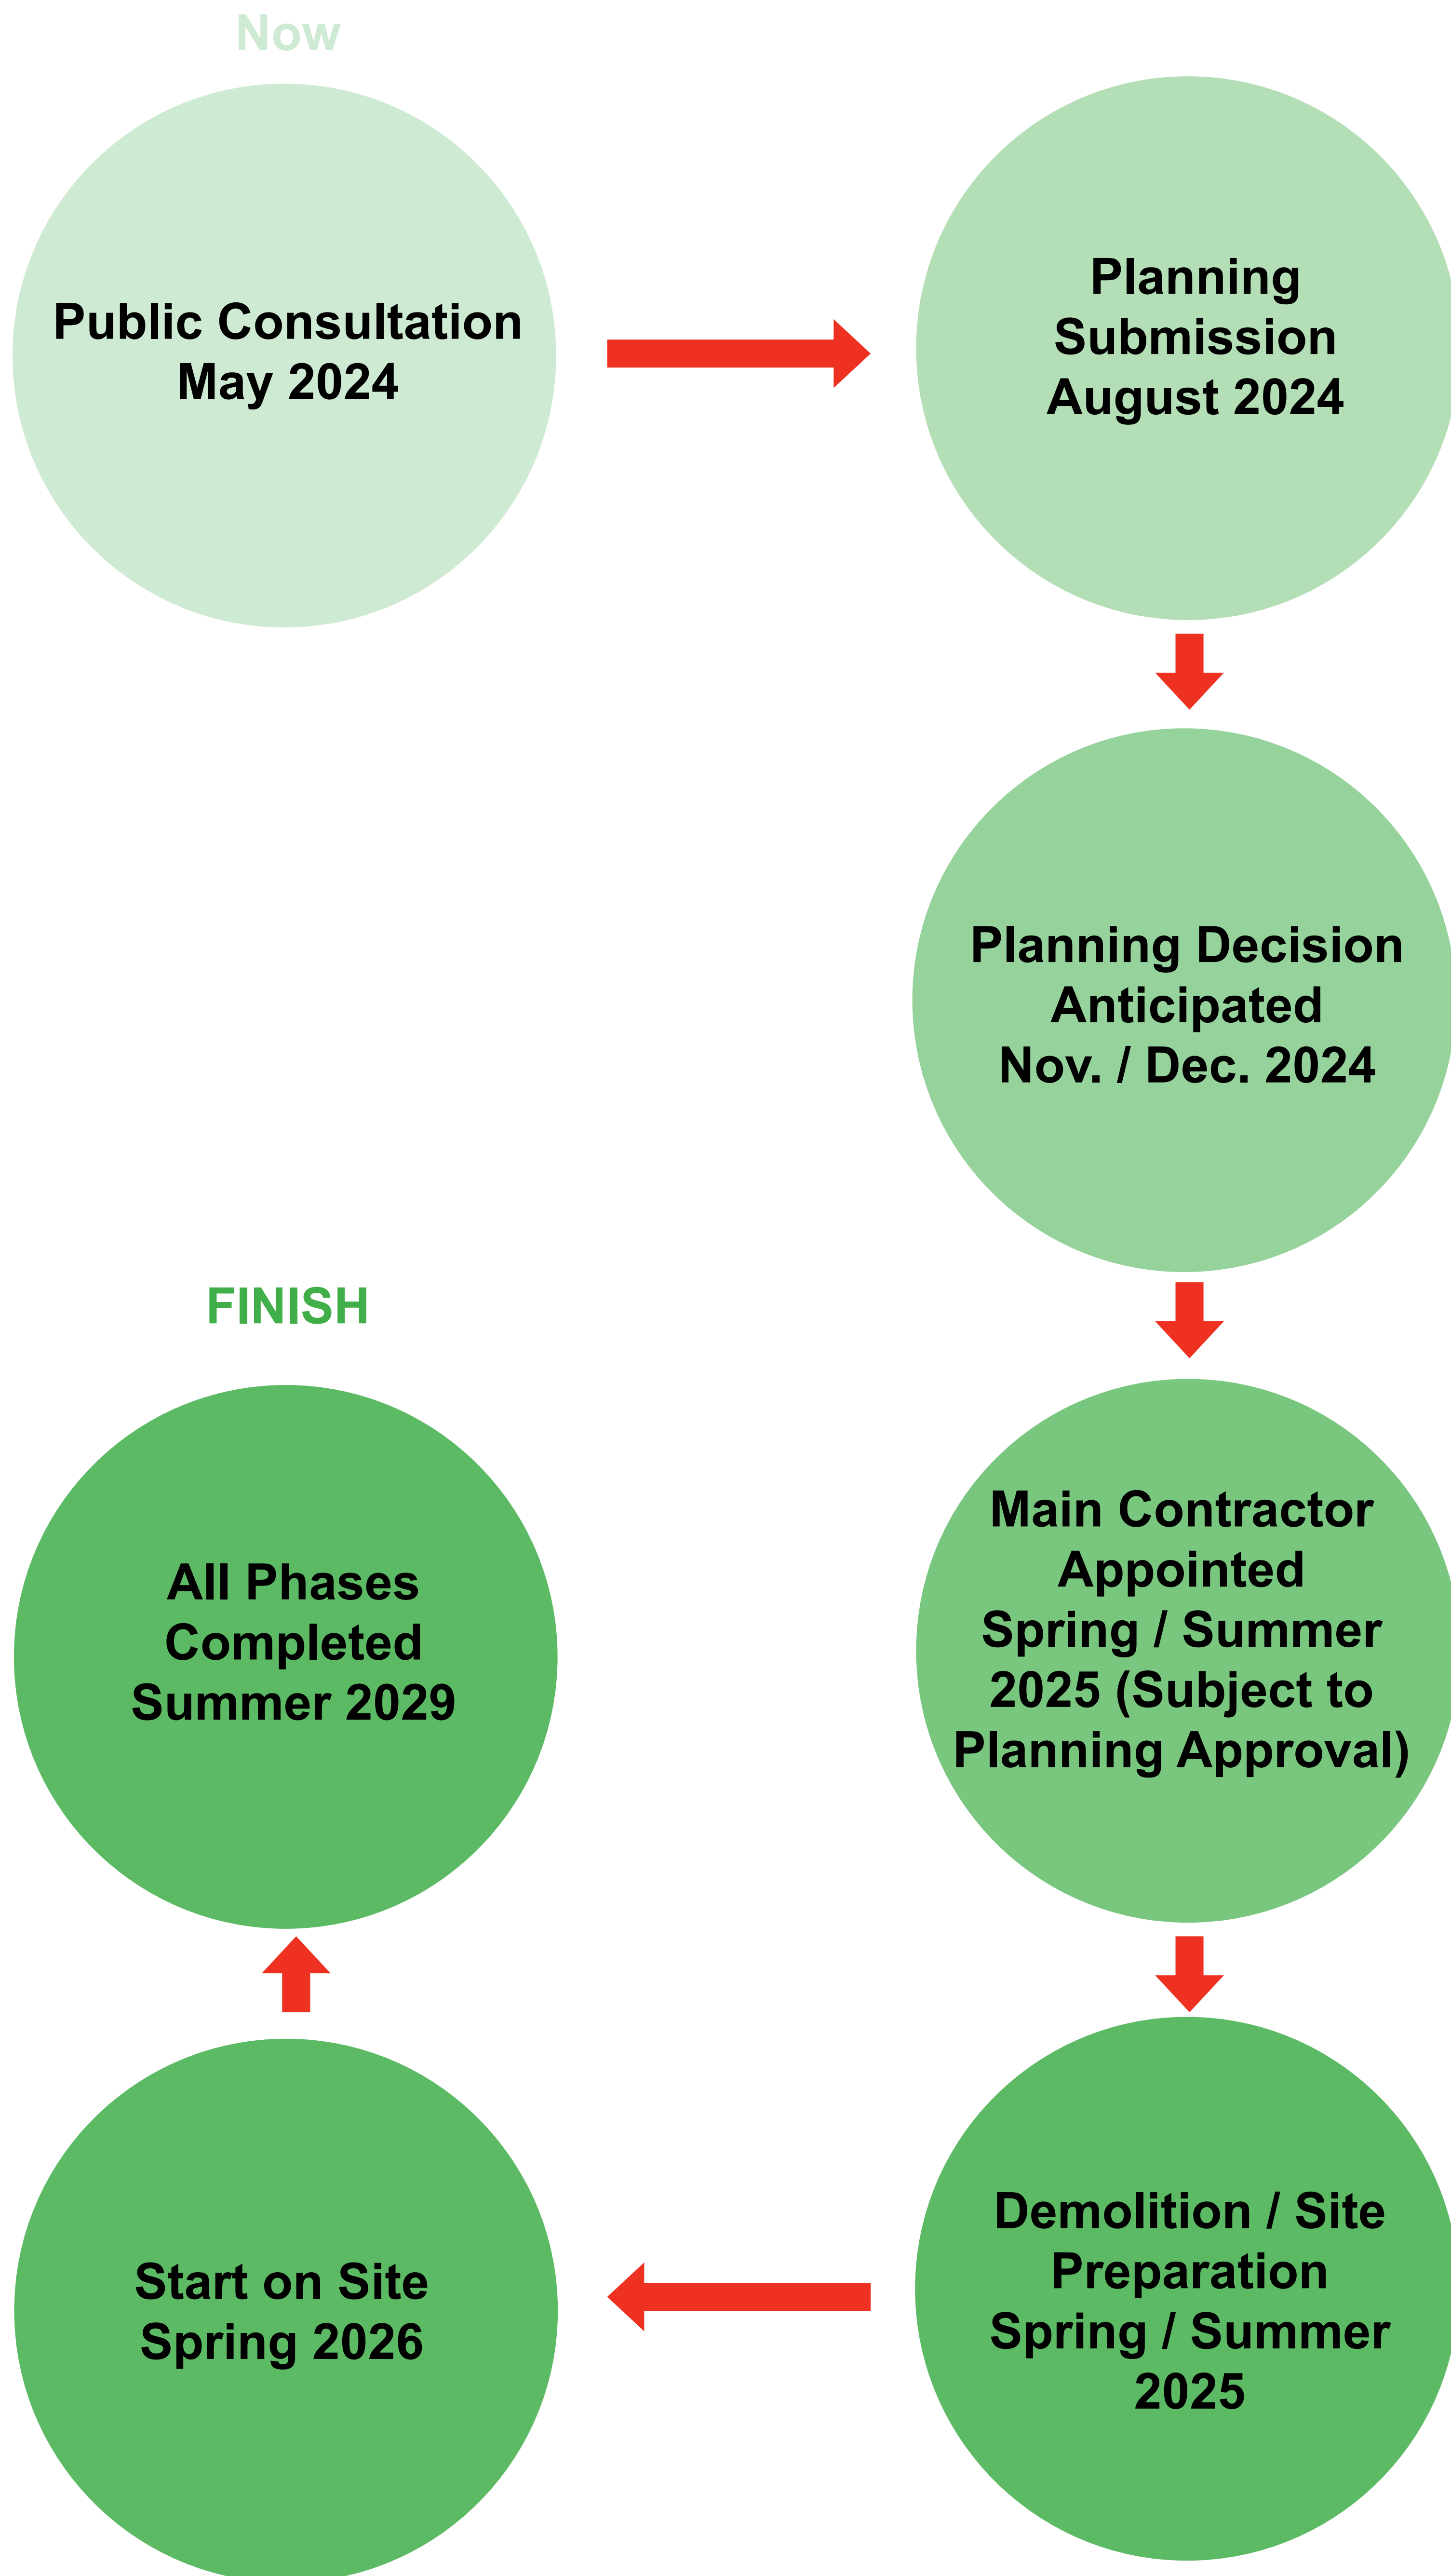 Now
Public Consultation
May 2024
Planning
Submission
August 2024
Planning Decision
Anticipated
Nov. / Dec. 2024
Main Contractor
Appointed
Spring / Summer
2025 (Subject to
Planning Approval)
Demolition / Site
Preparation
Spring / Summer
2025
Start on Site
Spring 2026
FINISH
All Phases
Completed
Summer 2029